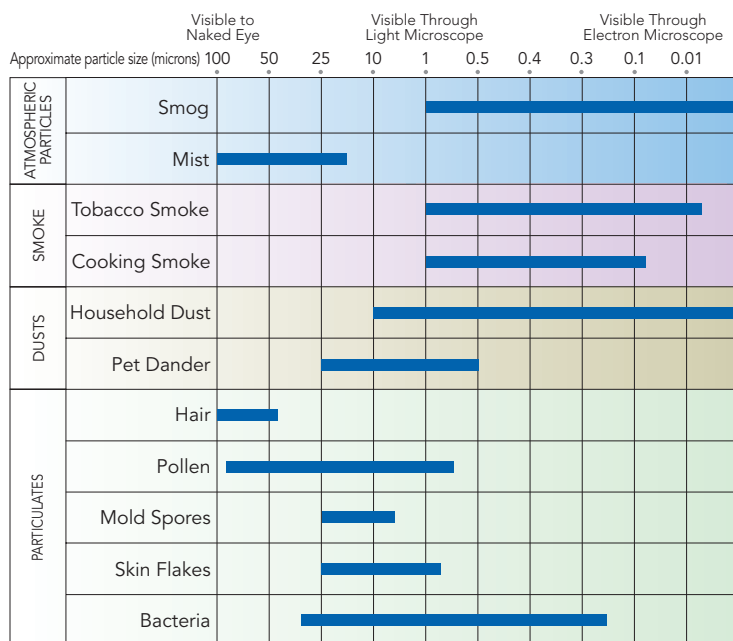 Visible to
Naked Eye
Visible Through
Light Microscope
Visible Through
Electron Microscope
Approximate particle size (microns) 100 50 25 10 1 0.5 0.4 0.3 0.1 0.01
ATMOSPHERIC
PARTICLES
Smog
Mist
SMOKE
Tobacco Smoke
Cooking Smoke
DUSTS
Household Dust
Pet Dander
PARTICULATES
Hair
Pollen
Mold Spores
Skin Flakes
Bacteria